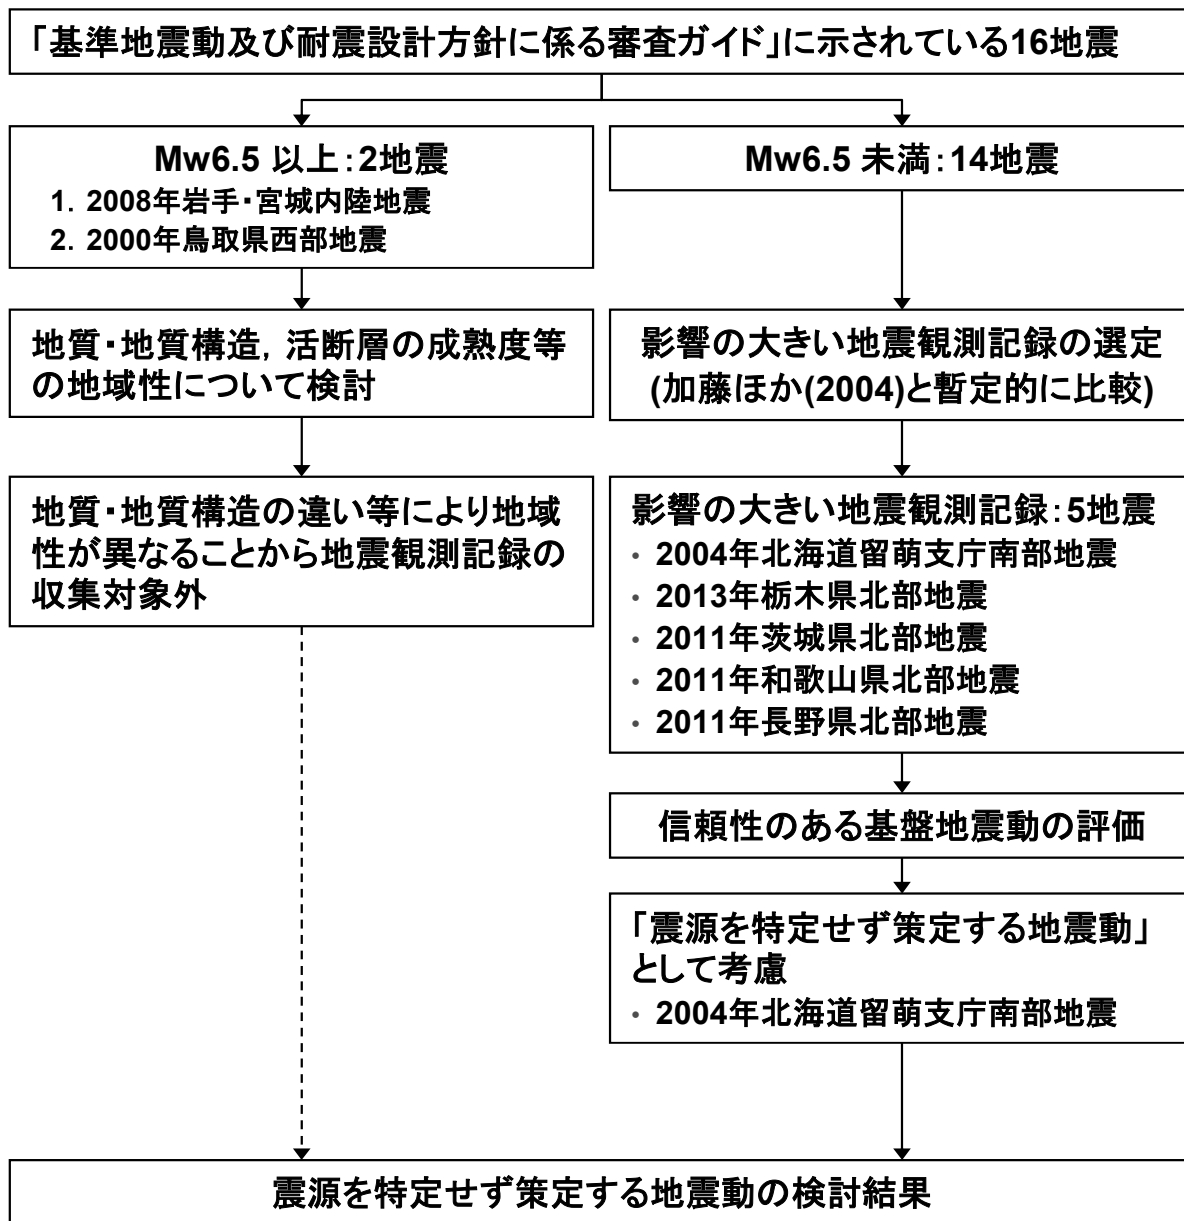 「基準地震動及び耐震設計方針に係る審査ガイド」に示されている16地震
Mw6.5 以上：2地震
1. 2008年岩手・宮城内陸地震
2. 2000年鳥取県西部地震
地質・地質構造，活断層の成熟度等
の地域性について検討
地質・地質構造の違い等により地域
性が異なることから地震観測記録の
収集対象外
Mw6.5 未満：14地震
影響の大きい地震観測記録の選定
(加藤ほか(2004)と暫定的に比較)
影響の大きい地震観測記録：5地震
・ 2004年北海道留萌支庁南部地震
・ 2013年栃木県北部地震
・ 2011年茨城県北部地震
・ 2011年和歌山県北部地震
・ 2011年長野県北部地震
信頼性のある基盤地震動の評価
「震源を特定せず策定する地震動」
として考慮
・ 2004年北海道留萌支庁南部地震
震源を特定せず策定する地震動の検討結果